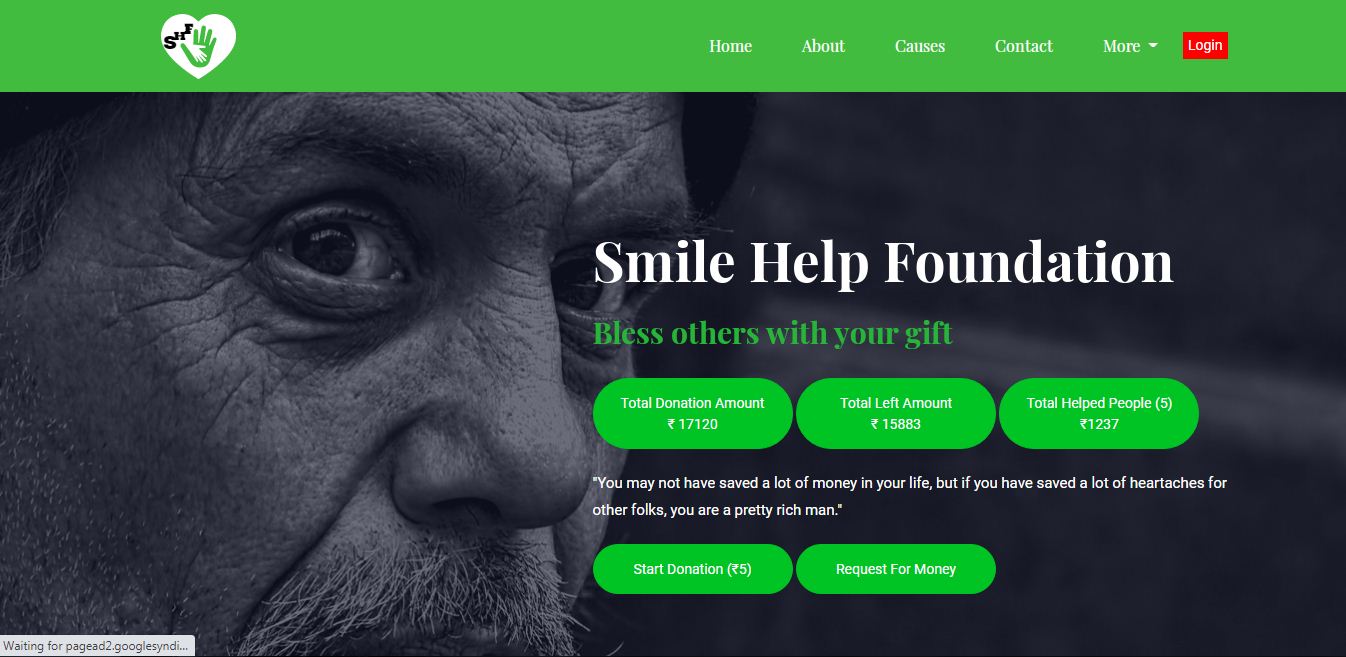 SHF
Home
About
Causes
Contact
More
Login
Smile Help Foundation
Bless others with your gift
Total Donation Amount
₹ 17120
Total Left Amount
₹ 15883
Total Helped People (5)
₹1237
"You may not have saved a lot of money in your life, but if you have saved a lot of heartaches for
other folks, you are a pretty rich man."
Start Donation (₹5)
Request For Money
Waiting for pagead2.googlesyndi...